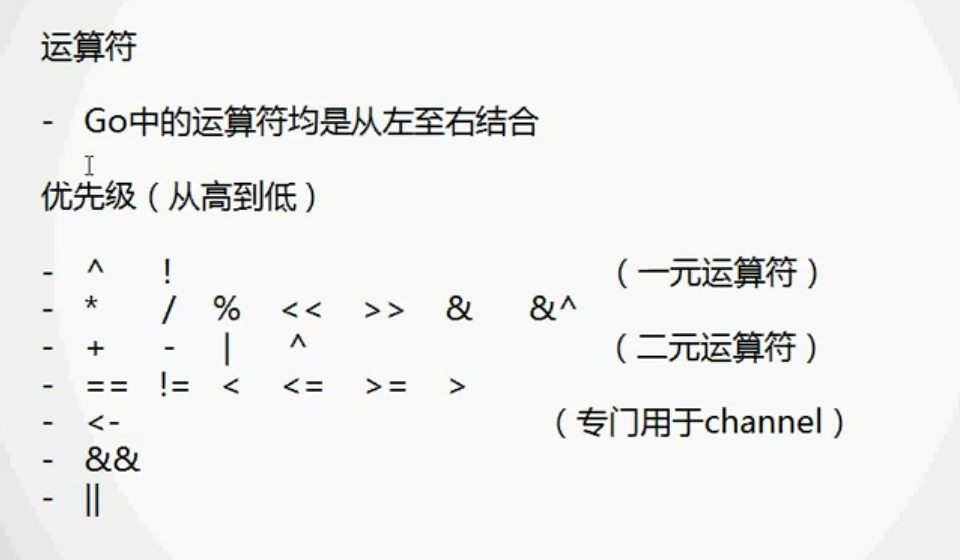 运算符
- Go中的运算符均是从左至右结合
优先级（从高到低）
- ^ ! （一元运算符）
- * / % << >> & &^
- + - | ^ （二元运算符）
- == != < <= >= >
- <- （专门用于channel）
- &&
- ||